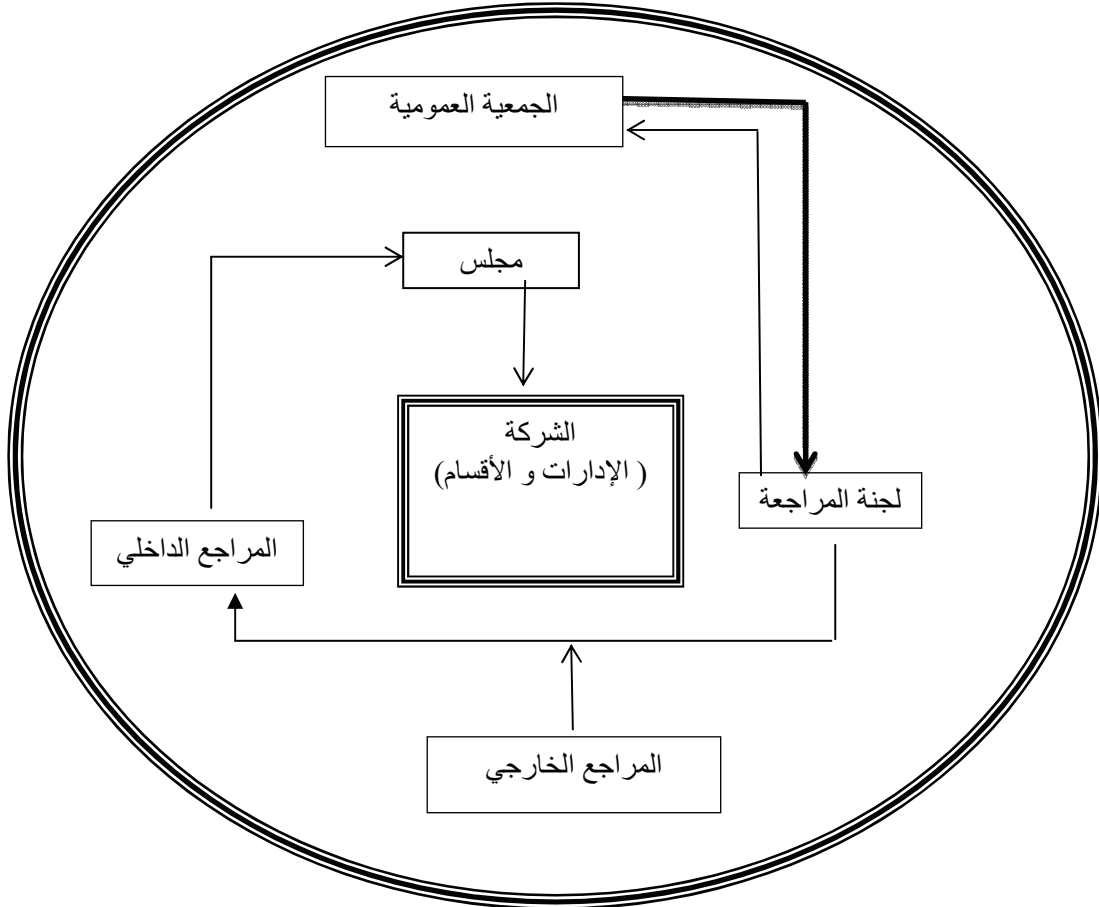 الجمعية العمومية
مجلس
الشركة
( الإدارات و الأقسام)
لجنة المراجعة
المراجع الداخلي
المراجع الخارجي